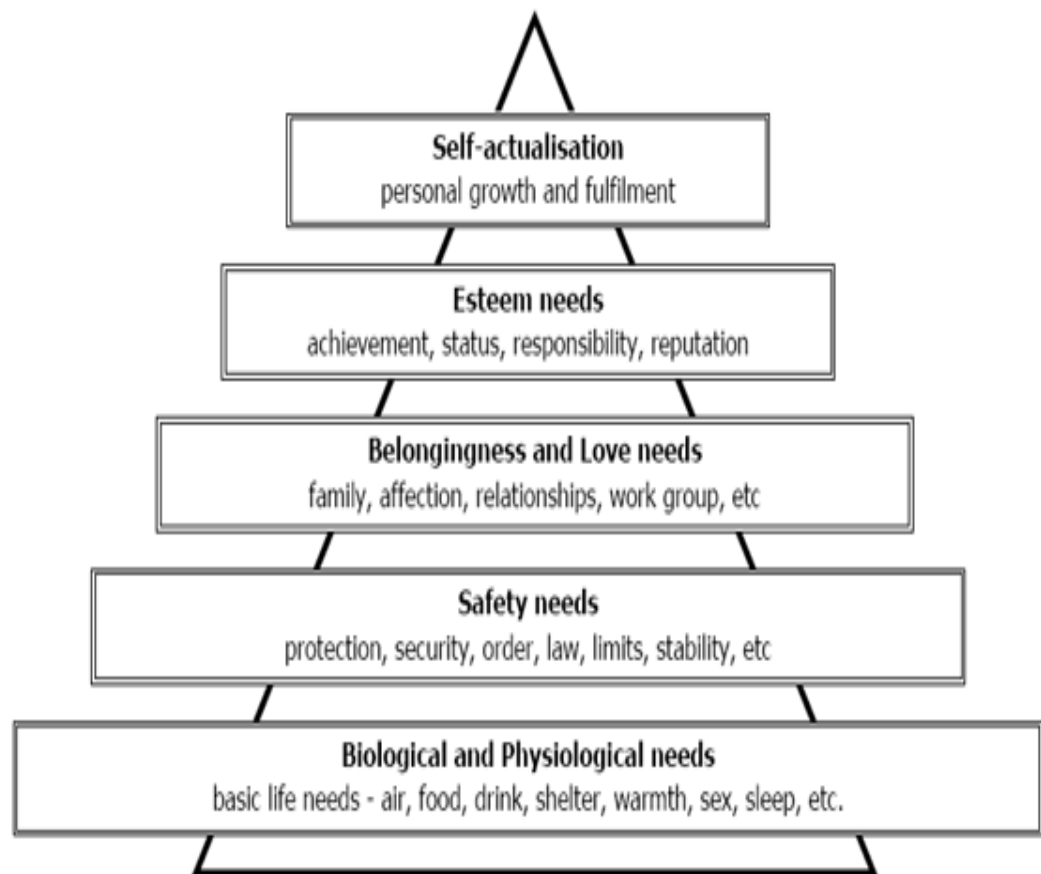 Self-actualisation
personal growth and fulfilment
Esteem needs
achievement, status, responsibility, reputation
Belongingness and Love needs
family, affection, relationships, work group, etc
Safety needs
protection, security, order, law, limits, stability, etc
Biological and Physiological needs
basic life needs - air, food, drink, shelter, warmth, sex, sleep, etc.